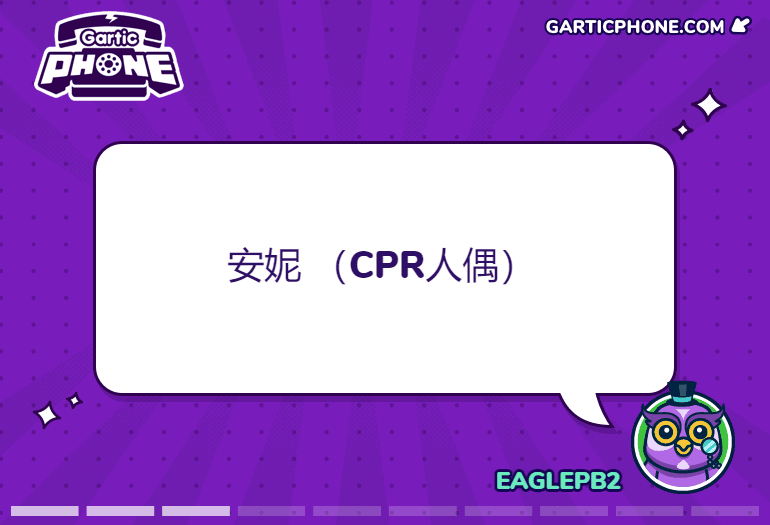 Gartic
PHONE
GARTICPHONE.COM
安妮 （CPR人偶）
EAGLEPB2